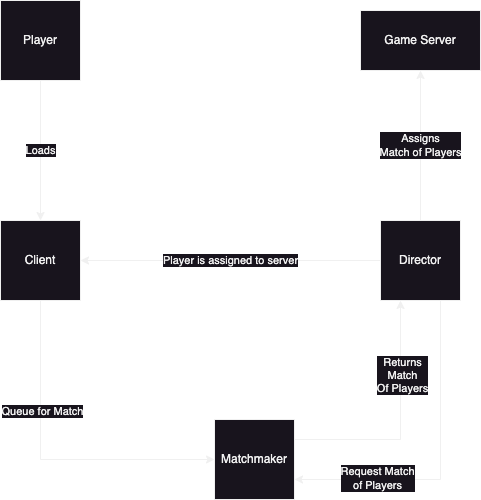 Player
Game Server
Assigns
Match of Players
Loads
Client
Player is assigned to server
Director
Returns
Match
Of Players
Queue for Match
Matchmaker
Request Match
of Players